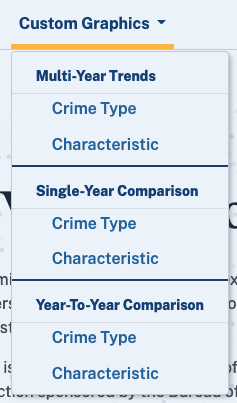 Custom Graphics
Multi-Year Trends
Crime Type
Characteristic
Single-Year Comparison
Crime Type
Characteristic
Year-To-Year Comparison
Crime Type
Characteristic